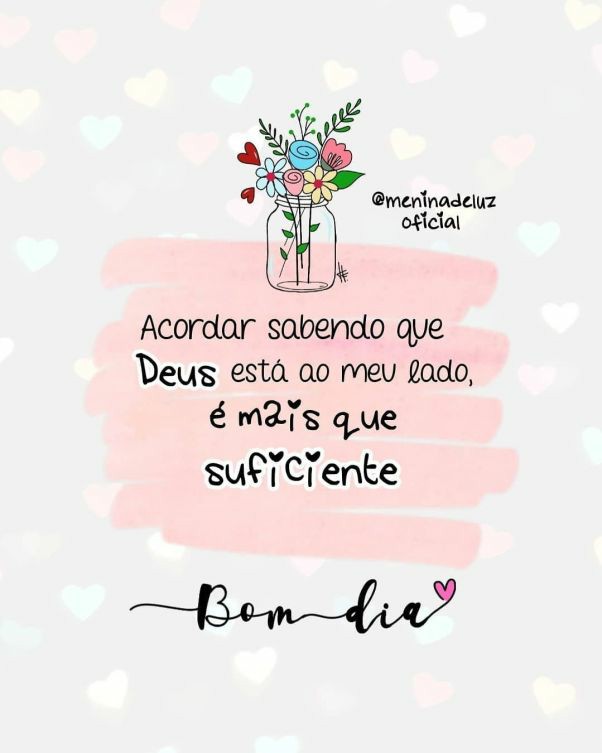 @meninadeluz
oficial
Acordar sabendo que
Deus está ao meu lado,
é mais que
suficiente
Bom dia